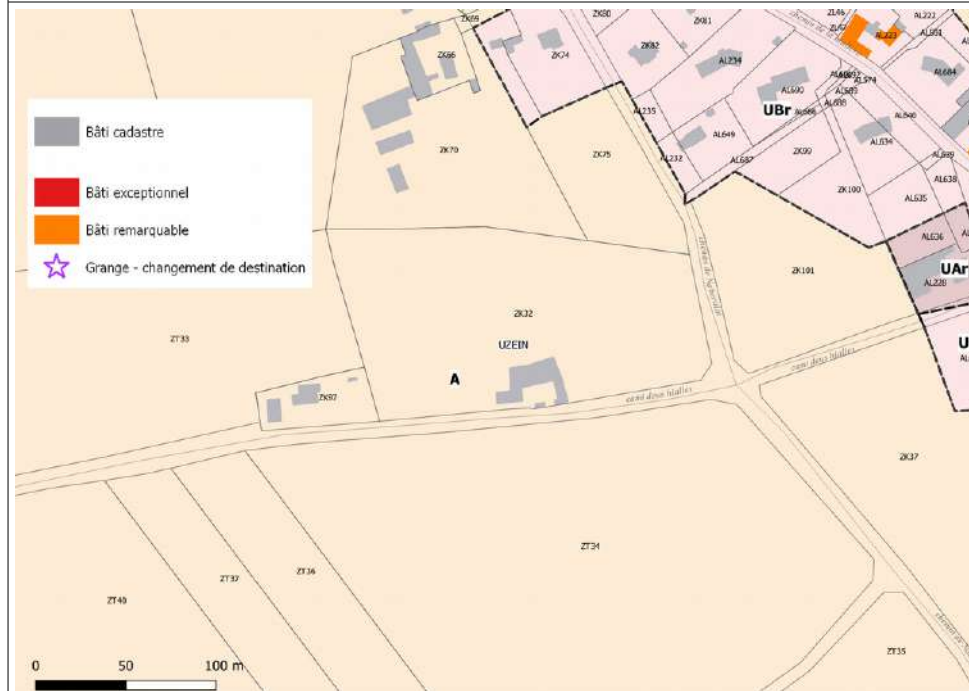 Bâti cadastre
Bâti exceptionnel
Bâti remarquable
Grange - changement de destination
ZK69
ZK80
ZK81
AL222
AL223
AL684
ZK66
ZK74
ZK82
AL234
AL690
UBr
AL235
AL649
AL687
AL232
ZK99
ZK100
AL634
AL640
AL638
AL635
AL636
UAr
AL228
ZK70
ZK75
ZK101
ZK32
UZEIN
A
ZT33
ZK97
ZK37
ZT34
ZT36
ZT37
ZT40
ZT35
0 50 100 m